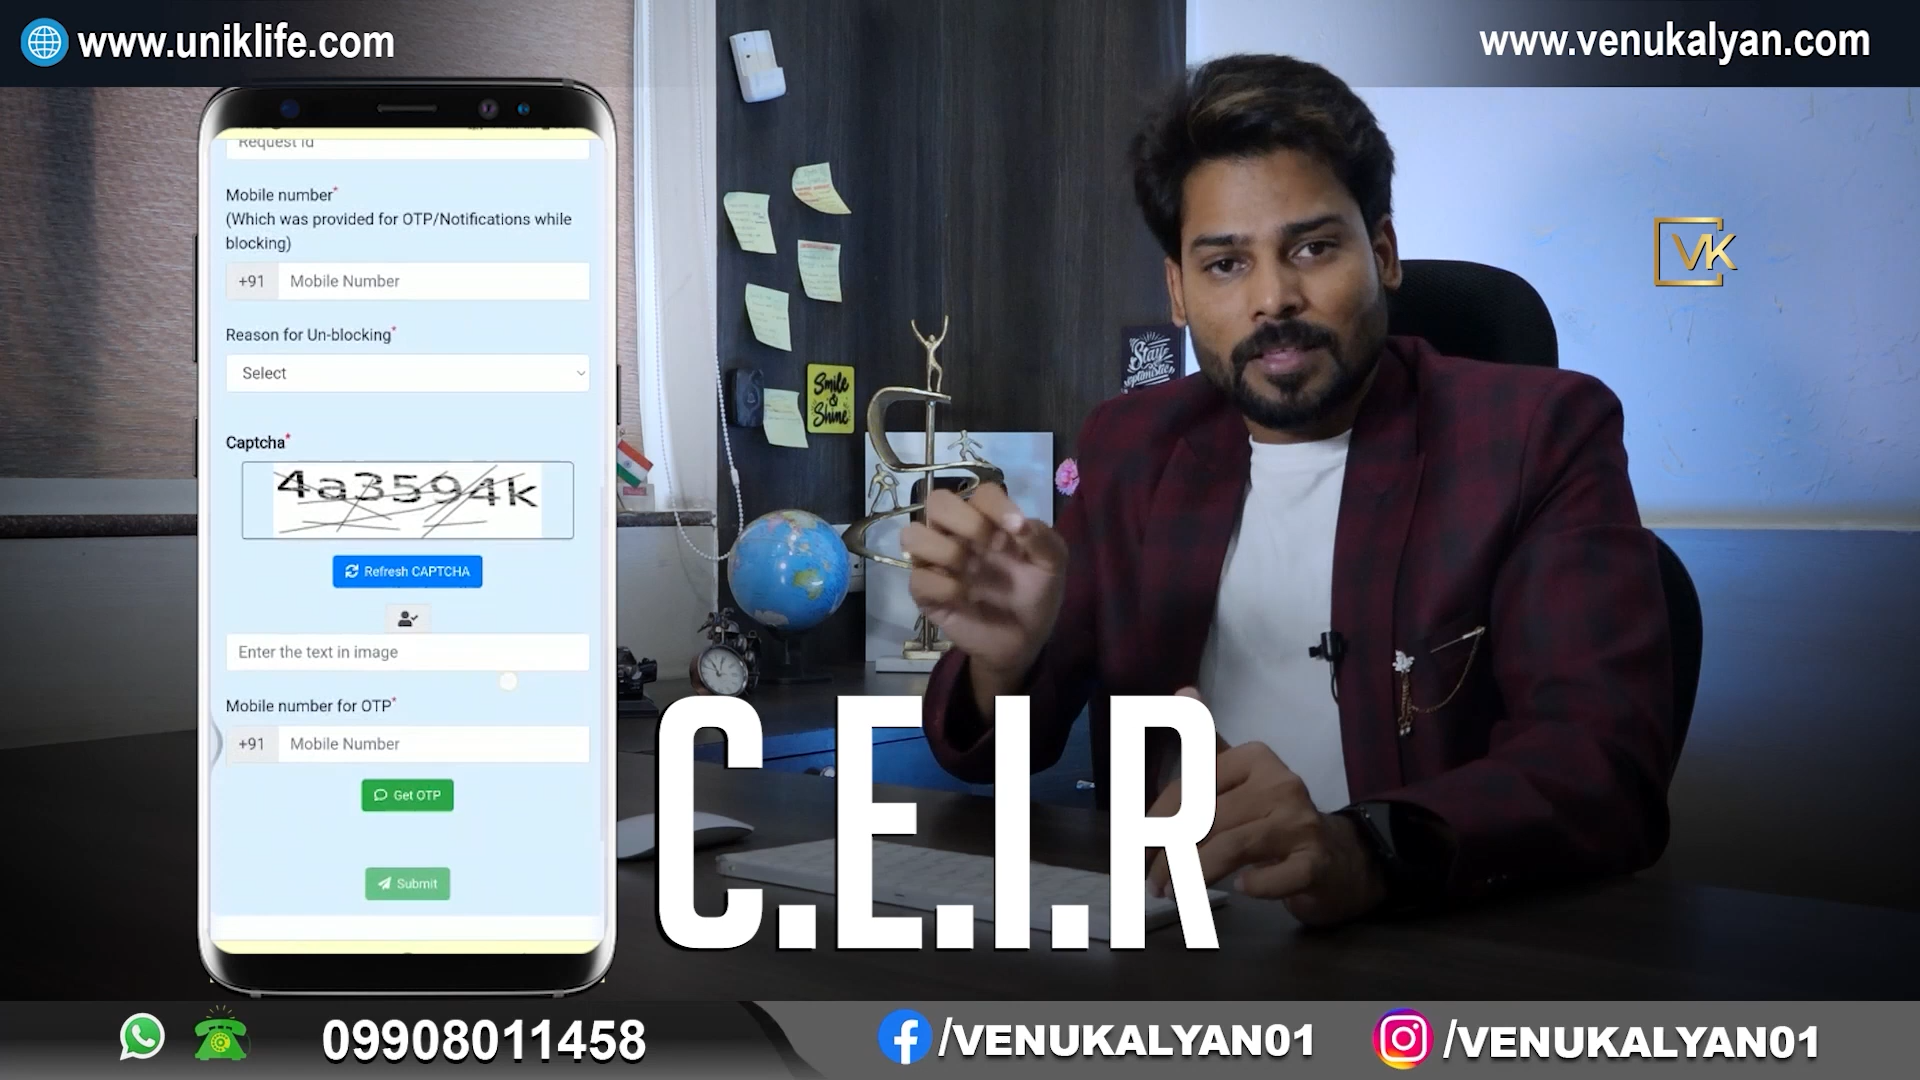 www.uniklife.com
www.venukalyan.com
Request Id
Mobile number*
(Which was provided for OTP/Notifications while
blocking)
+91 Mobile Number
Reason for Un-blocking*
Select
Captcha*
4a3594k
Refresh CAPTCHA
Enter the text in image
Mobile number for OTP*
+91 Mobile Number
Get OTP
Submit
VK
Stay
optimistic
Smile
&
Shine
C.E.I.R
09908011458
/VENUKALYAN01
/VENUKALYAN01